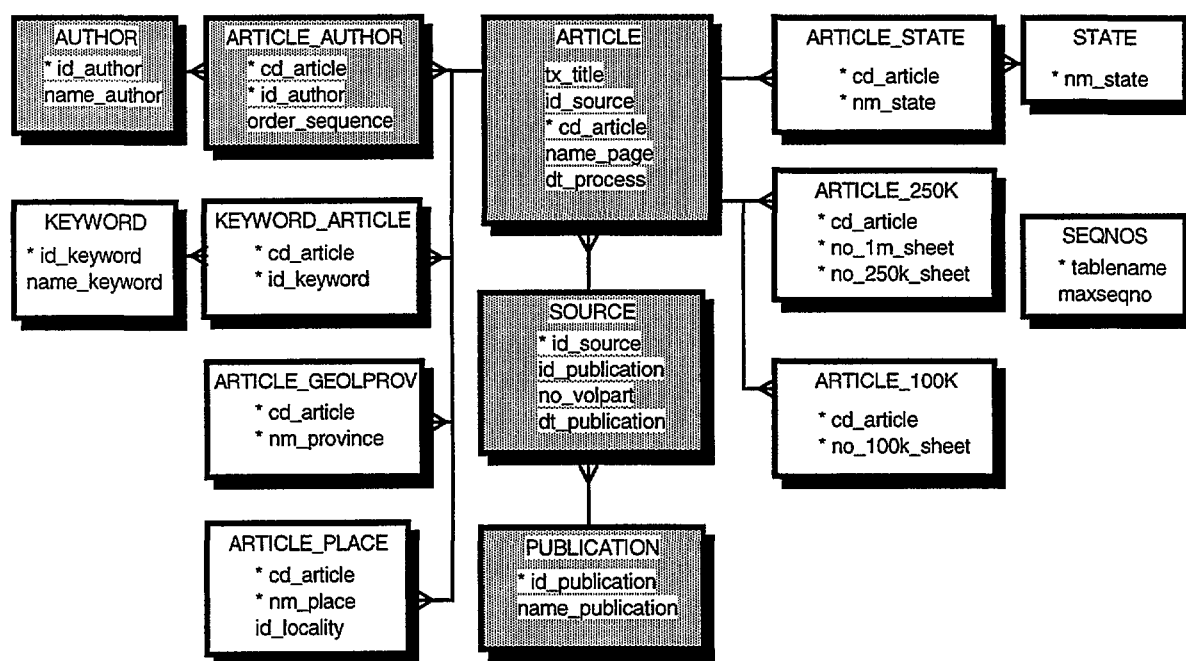 AUTHOR
* id_author
name_author
ARTICLE_AUTHOR
* cd_article
* id_author
order_sequence
ARTICLE
tx_title
id_source
* cd_article
name_page
dt_process
ARTICLE_STATE
* cd_article
* nm_state
STATE
* nm_state
KEYWORD
* id_keyword
name_keyword
KEYWORD_ARTICLE
* cd_article
* id_keyword
ARTICLE_250K
* cd_article
* no_1m_sheet
* no_250k_sheet
SEQNOS
* tablename
maxseqno
SOURCE
* id_source
id_publication
no_volpart
dt_publication
ARTICLE_GEOLPROV
* cd_article
* nm_province
ARTICLE_100K
* cd_article
* no_100k_sheet
ARTICLE_PLACE
* cd_article
* nm_place
id_locality
PUBLICATION
* id_publication
name_publication